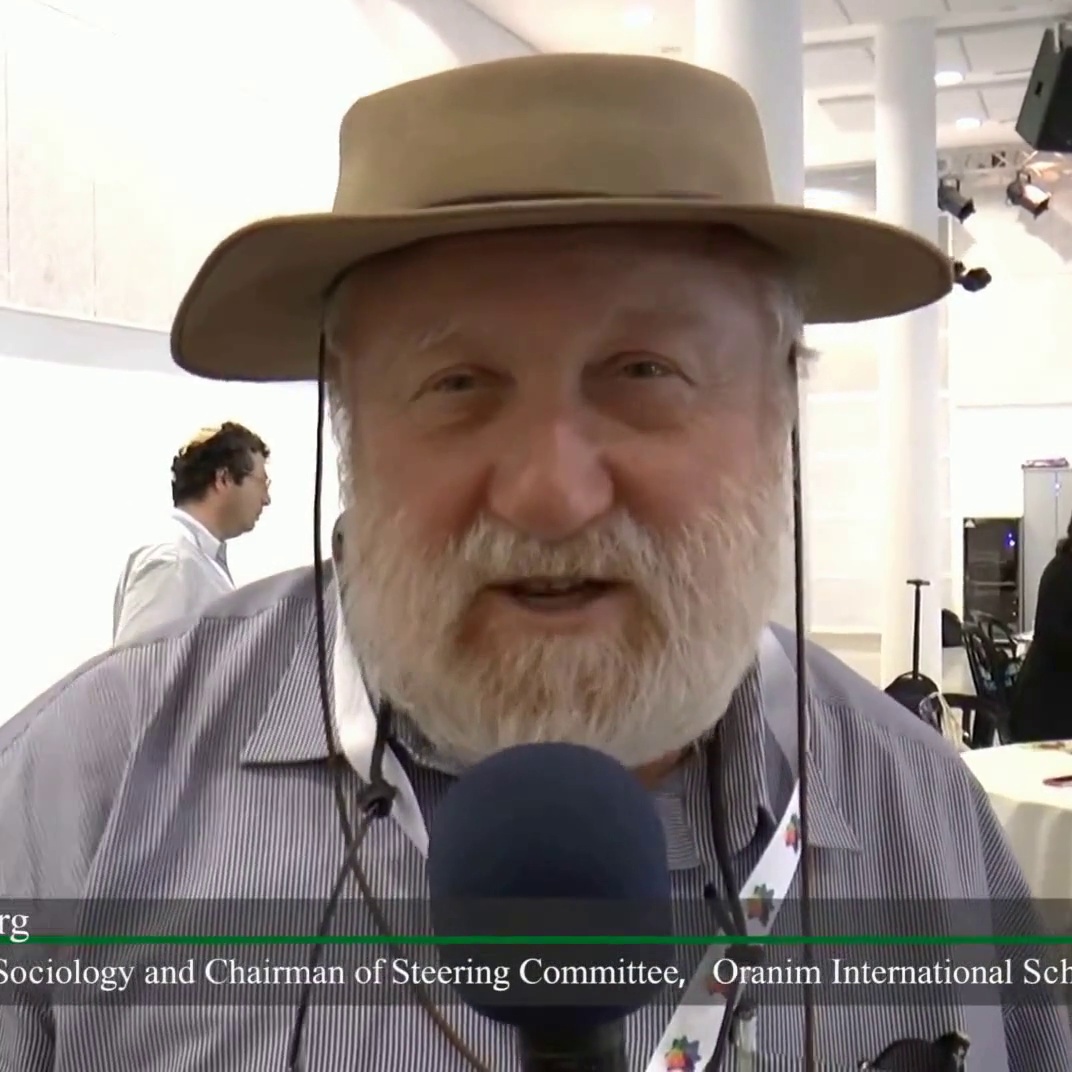 rg
Sociology and Chairman of Steering Committee, Oranim International Sch